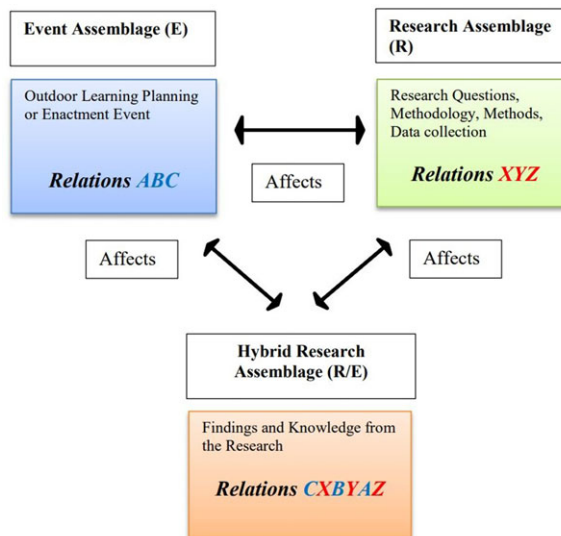 Event Assemblage (E)
Research Assemblage
(R)
Outdoor Learning Planning
or Enactment Event
Relations ABC
Research Questions,
Methodology, Methods,
Data collection
Relations XYZ
Affects
Affects
Affects
Hybrid Research
Assemblage (R/E)
Findings and Knowledge from
the Research
Relations CXBYAZ